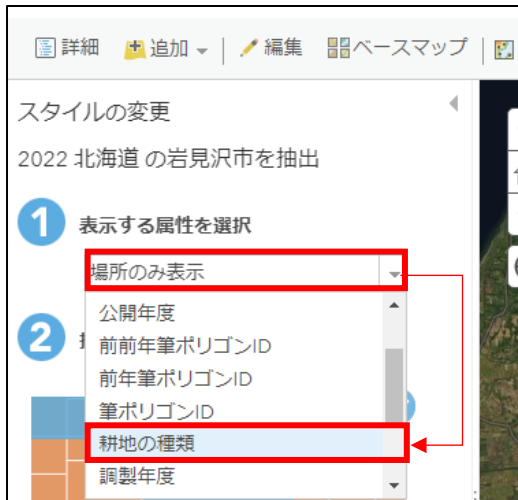 詳細 追加 編集 ベースマップ
スタイルの変更
2022 北海道 の岩見沢市を抽出
1 表示する属性を選択
場所のみ表示
公開年度
2 前前年筆ポリゴンID
前年筆ポリゴンID
筆ポリゴンID
耕地の種類
調製年度